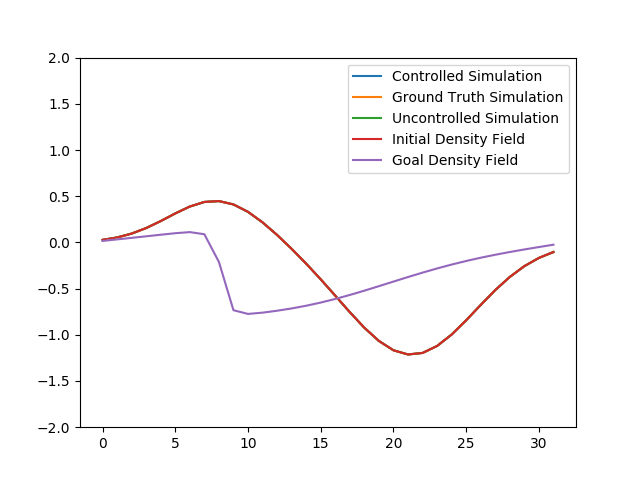 2.0
1.5
1.0
0.5
0.0
−0.5
−1.0
−1.5
−2.0
0 5 10 15 20 25 30
Controlled Simulation
Ground Truth Simulation
Uncontrolled Simulation
Initial Density Field
Goal Density Field